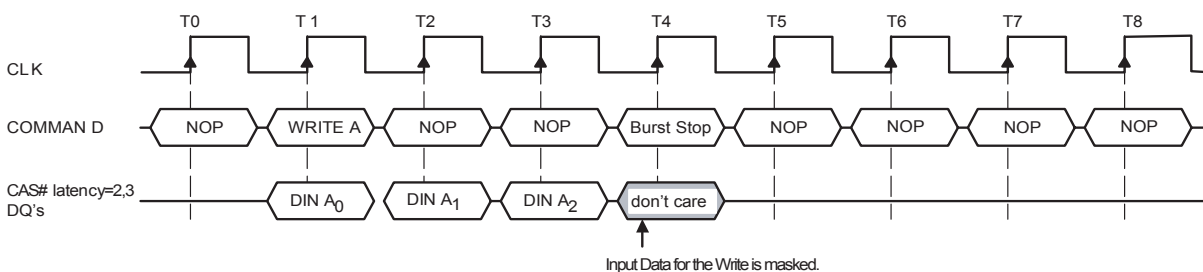 T0 T 1 T2 T3 T4 T5 T6 T7 T8
CLK
COMMAN D NOP WRITE A NOP NOP Burst Stop NOP NOP NOP NOP
CAS# latency=2,3
DQ's DIN A0 DIN A1 DIN A2 don't care
Input Data for the Write is masked.